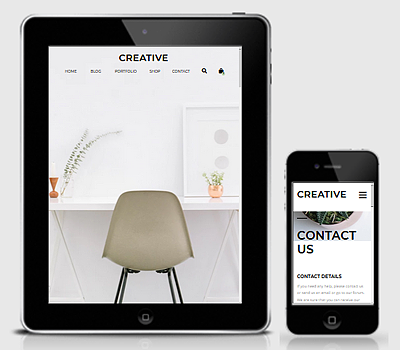 CREATIVE
HOME BLOG PORTFOLIO SHOP CONTACT
CREATIVE
CONTACT
US
CONTACT DETAILS
If you need any help, please contact us
or send us an email or go to our forum.
We are sure that you can receive our